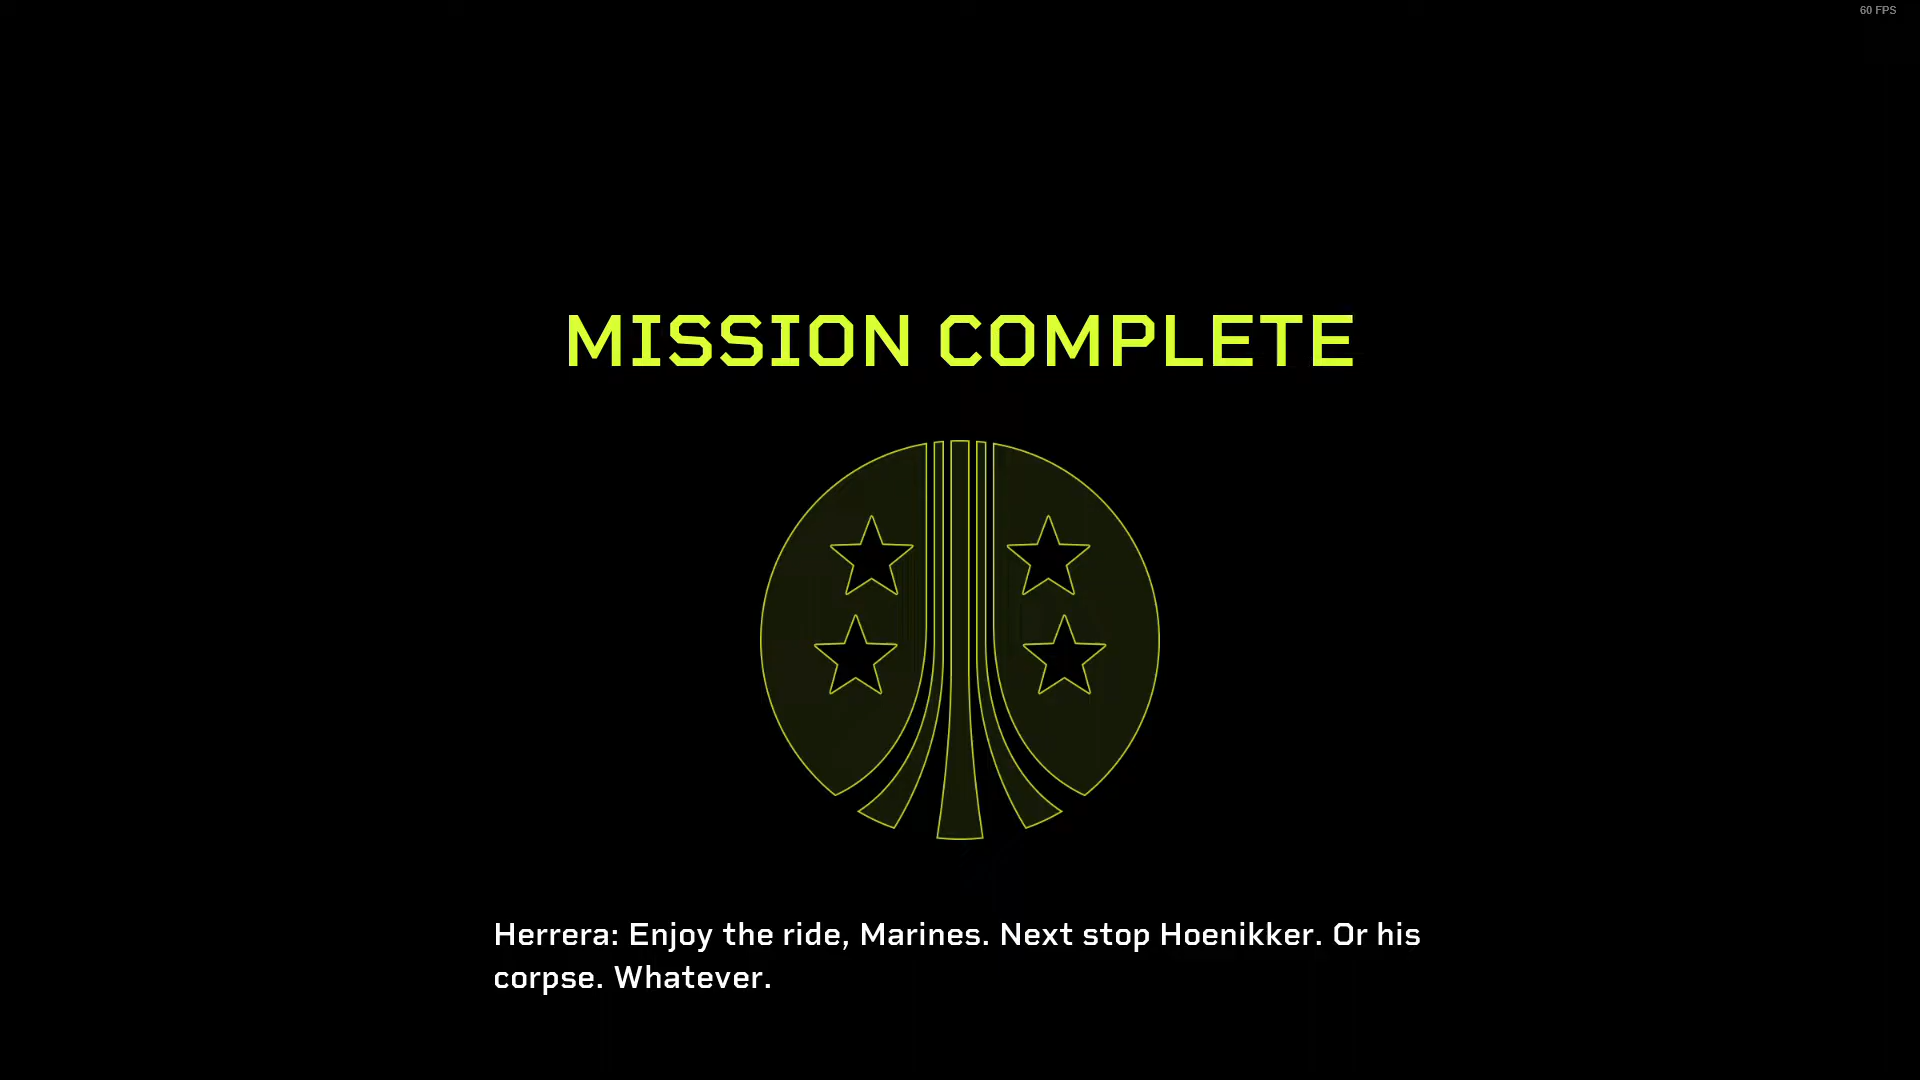 60 FPS
MISSION COMPLETE
Herrera: Enjoy the ride, Marines. Next stop Hoenikker. Or his
corpse. Whatever.